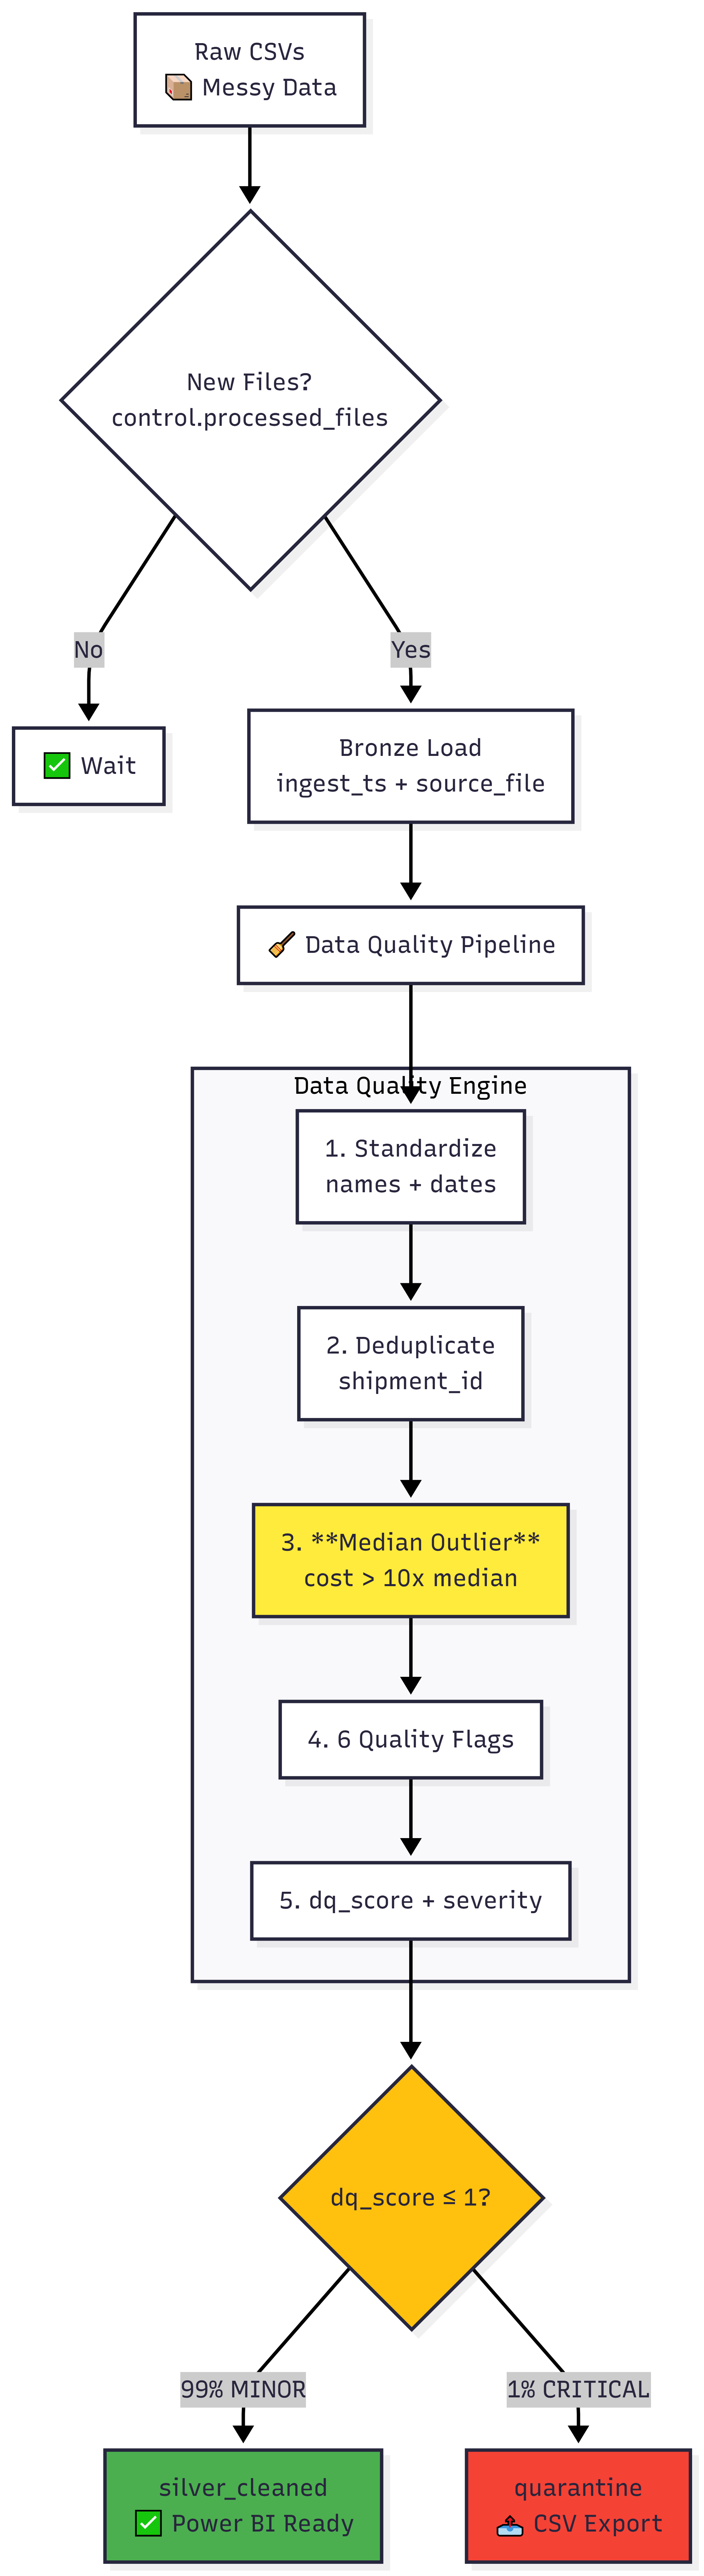 Raw CSVs
📦 Messy Data
New Files?
control.processed_files
No
Yes
✅ Wait
Bronze Load
ingest_ts + source_file
🧹 Data Quality Pipeline
Data Quality Engine
1. Standardize
names + dates
2. Deduplicate
shipment_id
3. **Median Outlier**
cost > 10x median
4. 6 Quality Flags
5. dq_score + severity
dq_score ≤ 1?
99% MINOR
1% CRITICAL
silver_cleaned
✅ Power BI Ready
quarantine
📤 CSV Export